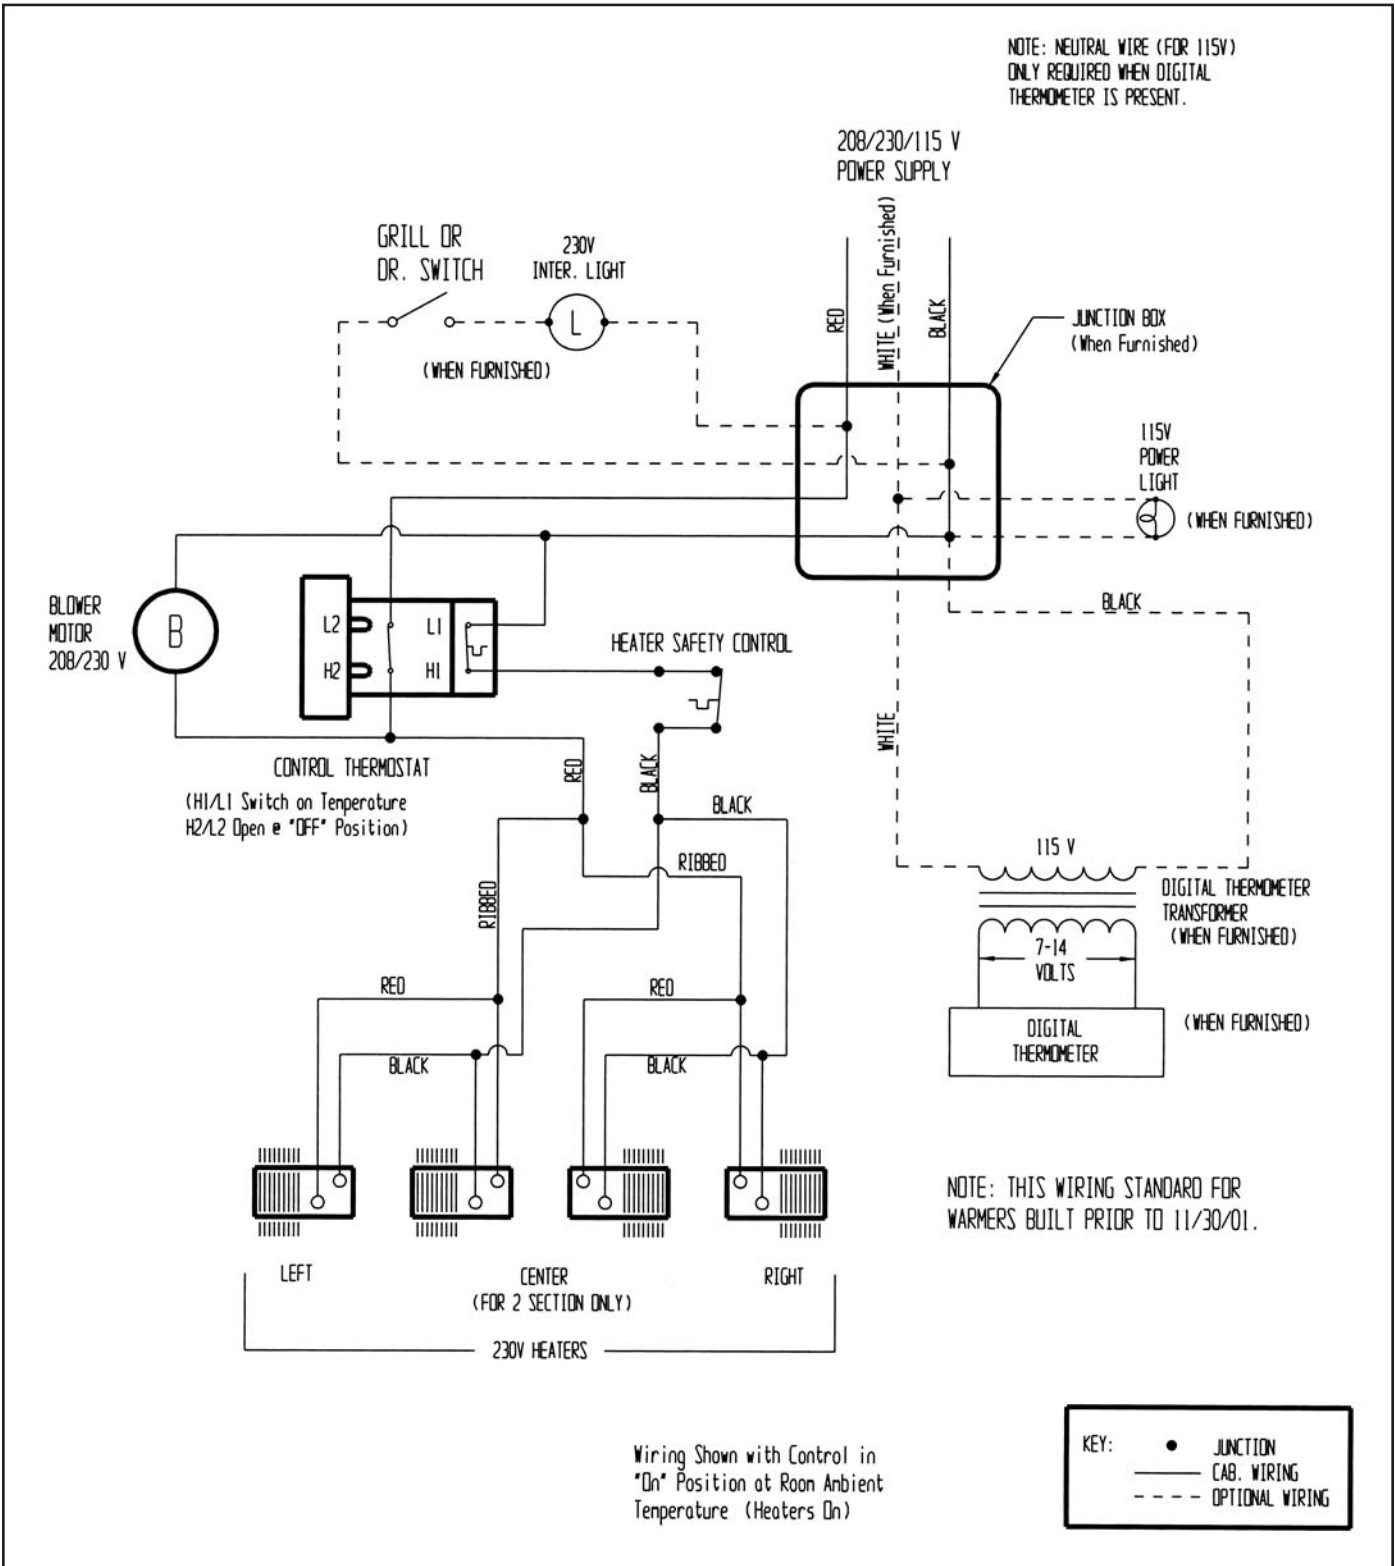 NOTE: NEUTRAL WIRE (FOR 115V)
ONLY REQUIRED WHEN DIGITAL
THERMOMETER IS PRESENT.
208/230/115 V
POWER SUPPLY
GRILL OR
DR. SWITCH
230V
INTER. LIGHT
L
(WHEN FURNISHED)
RED
WHITE (When Furnished)
BLACK
JUNCTION BOX
(When Furnished)
115V
POWER
LIGHT
(WHEN FURNISHED)
BLACK
BLOWER
MOTOR
208/230 V
B
L2
L1
H2
H1
HEATER SAFETY CONTROL
CONTROL THERMOSTAT
(H1/L1 Switch on Temperature
H2/L2 Open @ "OFF" Position)
RED
BLACK
BLACK
WHITE
RIBBED
RIBBED
115 V
DIGITAL THERMOMETER
TRANSFORMER
(WHEN FURNISHED)
7-14
VOLTS
DIGITAL
THERMOMETER
(WHEN FURNISHED)
RED
RED
BLACK
BLACK
NOTE: THIS WIRING STANDARD FOR
WARMERS BUILT PRIOR TO 11/30/01.
LEFT
CENTER
(FOR 2 SECTION ONLY)
RIGHT
230V HEATERS
Wiring Shown with Control in
"On" Position at Room Ambient
Temperature (Heaters On)
KEY:
JUNCTION
CAB. WIRING
OPTIONAL WIRING